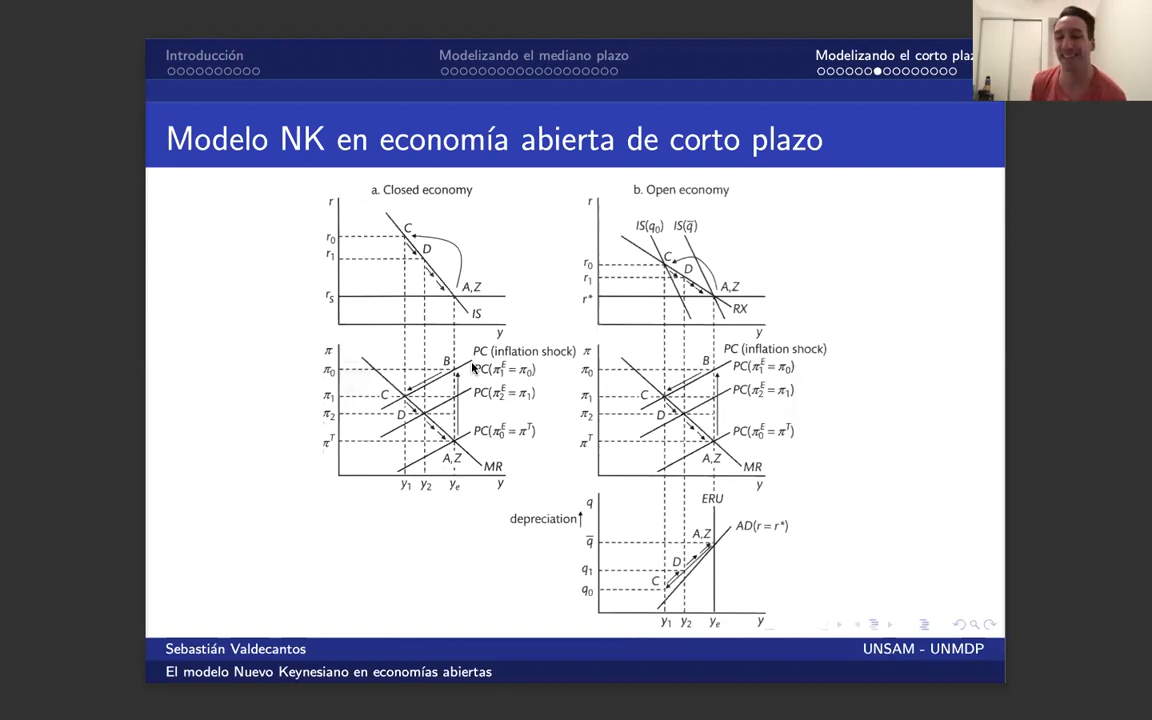 Introducción
Modelizando el mediano plazo
Modelizando el corto plaz
Modelo NK en economía abierta de corto plazo
a. Closed economy
r
r0
r1
rS
C
D
A,Z
IS
y
π
π0
π1
π2
πT
B
C
D
A,Z
PC (inflation shock)
PC(π1E = π0)
PC(π2E = π1)
PC(π0E = πT)
MR
y1 y2 ye y
b. Open economy
r
IS(q0) IS(q̄)
r0
r1
r*
C
D
A,Z
RX
y
π
π0
π1
π2
πT
B
C
D
A,Z
PC (inflation shock)
PC(π1E = π0)
PC(π2E = π1)
PC(π0E = πT)
MR
y
q
depreciation
q̄
q1
q0
ERU
A,Z
AD(r = r*)
D
C
y1 y2 ye y
Sebastián Valdecantos
UNSAM - UNMDP
El modelo Nuevo Keynesiano en economías abiertas